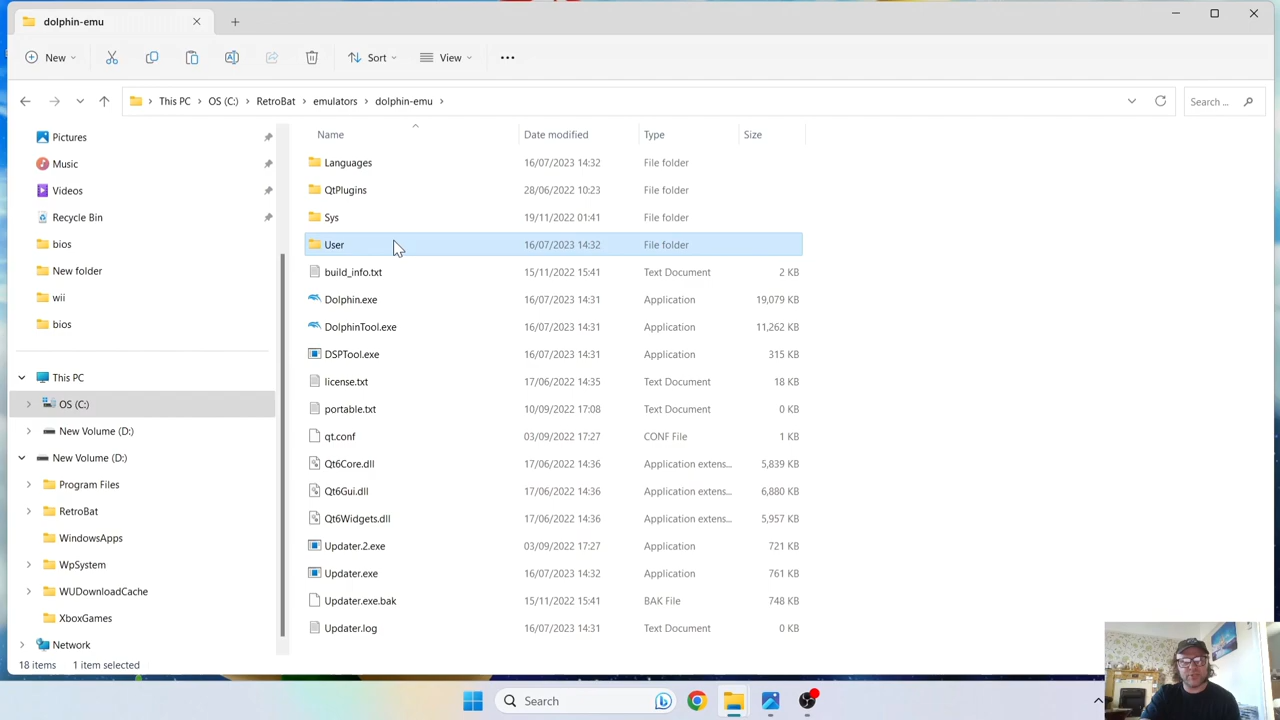 dolphin-emu
New
Sort
View
This PC
OS (C:)
RetroBat
emulators
dolphin-emu
Search ...
Pictures
Music
Videos
Recycle Bin
bios
New folder
wii
bios
This PC
OS (C:)
New Volume (D:)
New Volume (D:)
Program Files
RetroBat
WindowsApps
WpSystem
WUDownloadCache
XboxGames
Network
Name Date modified Type Size
Languages 16/07/2023 14:32 File folder
QtPlugins 28/06/2022 10:23 File folder
Sys 19/11/2022 01:41 File folder
User 16/07/2023 14:32 File folder
build_info.txt 15/11/2022 15:41 Text Document 2 KB
Dolphin.exe 16/07/2023 14:31 Application 19,079 KB
DolphinTool.exe 16/07/2023 14:31 Application 11,262 KB
DSPTool.exe 16/07/2023 14:31 Application 315 KB
license.txt 17/06/2022 14:35 Text Document 18 KB
portable.txt 10/09/2022 17:08 Text Document 0 KB
qt.conf 03/09/2022 17:27 CONF File 1 KB
Qt6Core.dll 17/06/2022 14:36 Application extens... 5,839 KB
Qt6Gui.dll 17/06/2022 14:36 Application extens... 6,880 KB
Qt6Widgets.dll 17/06/2022 14:36 Application extens... 5,957 KB
Updater.2.exe 03/09/2022 17:27 Application 721 KB
Updater.exe 16/07/2023 14:32 Application 761 KB
Updater.exe.bak 15/11/2022 15:41 BAK File 748 KB
Updater.log 16/07/2023 14:31 Text Document 0 KB
18 items 1 item selected
Search